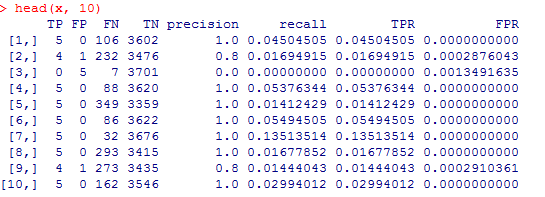 > head(x, 10)
TP FP FN TN precision recall TPR FPR
[1,] 5 0 106 3602 1.0 0.04504505 0.04504505 0.0000000000
[2,] 4 1 232 3476 0.8 0.01694915 0.01694915 0.0002876043
[3,] 0 5 7 3701 0.0 0.00000000 0.00000000 0.0013491635
[4,] 5 0 88 3620 1.0 0.05376344 0.05376344 0.0000000000
[5,] 5 0 349 3359 1.0 0.01412429 0.01412429 0.0000000000
[6,] 5 0 86 3622 1.0 0.05494505 0.05494505 0.0000000000
[7,] 5 0 32 3676 1.0 0.13513514 0.13513514 0.0000000000
[8,] 5 0 293 3415 1.0 0.01677852 0.01677852 0.0000000000
[9,] 4 1 273 3435 0.8 0.01444043 0.01444043 0.0002910361
[10,] 5 0 162 3546 1.0 0.02994012 0.02994012 0.0000000000